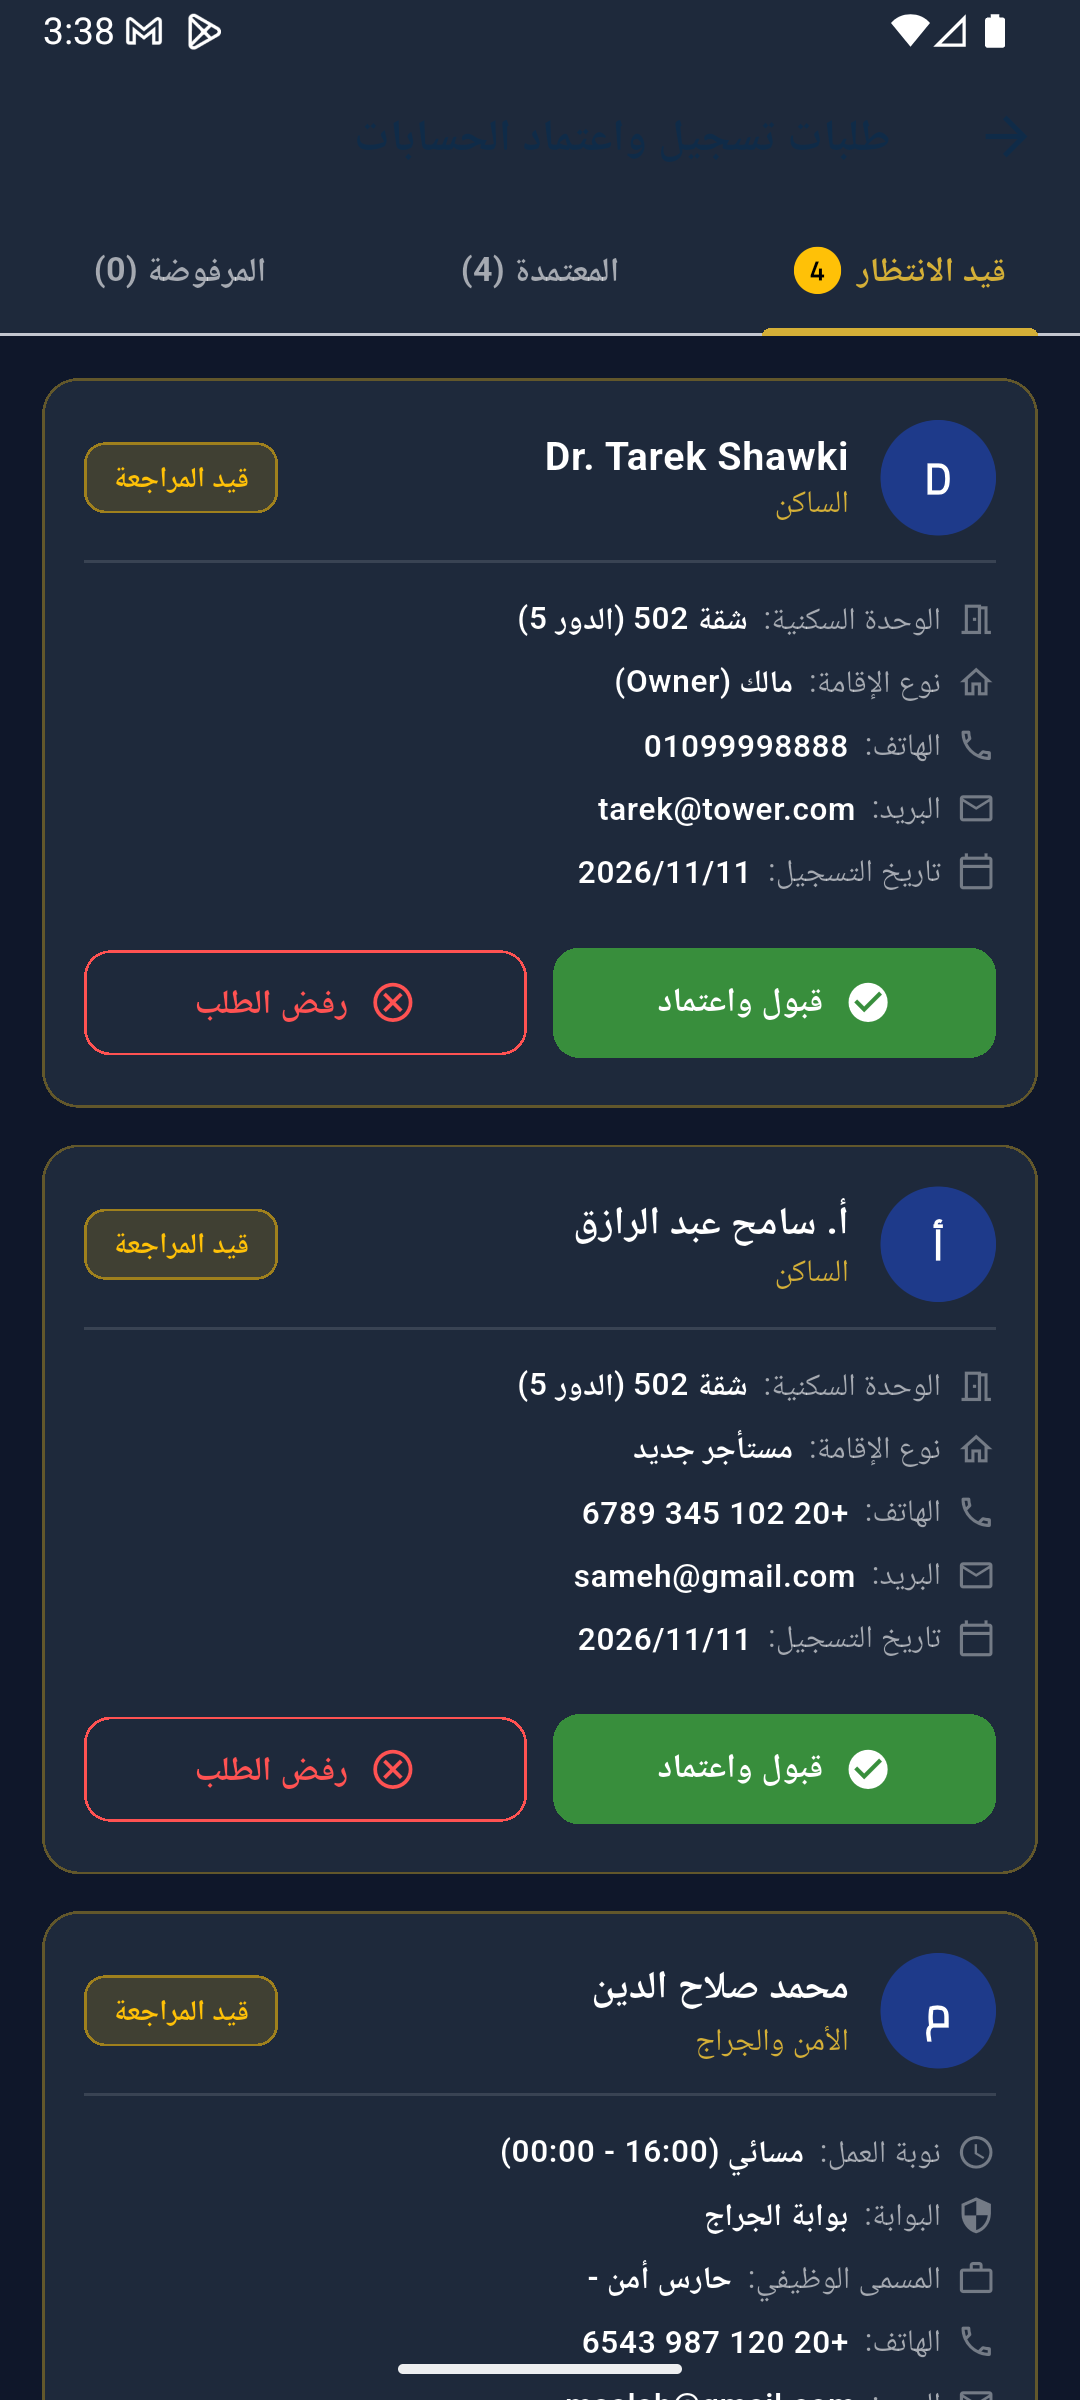 3:38
طلبات تسجيل واعتماد الحسابات
قيد الانتظار 4
المعتمدة (4)
المرفوضة (0)
D
Dr. Tarek Shawki
الساكن
قيد المراجعة
الوحدة السكنية: شقة 502 (الدور 5)
نوع الإقامة: مالك (Owner)
الهاتف: 01099998888
البريد: tarek@tower.com
تاريخ التسجيل: 2026/11/11
قبول واعتماد
رفض الطلب
أ
أ. سامح عبد الرازق
الساكن
قيد المراجعة
الوحدة السكنية: شقة 502 (الدور 5)
نوع الإقامة: مستأجر جديد
الهاتف: 6789 345 102 20+
البريد: sameh@gmail.com
تاريخ التسجيل: 2026/11/11
قبول واعتماد
رفض الطلب
م
محمد صلاح الدين
الأمن والجراج
قيد المراجعة
نوبة العمل: مسائي (16:00 - 00:00)
البوابة: بوابة الجراج
المسمى الوظيفي: حارس أمن -
الهاتف: 6543 987 120 20+